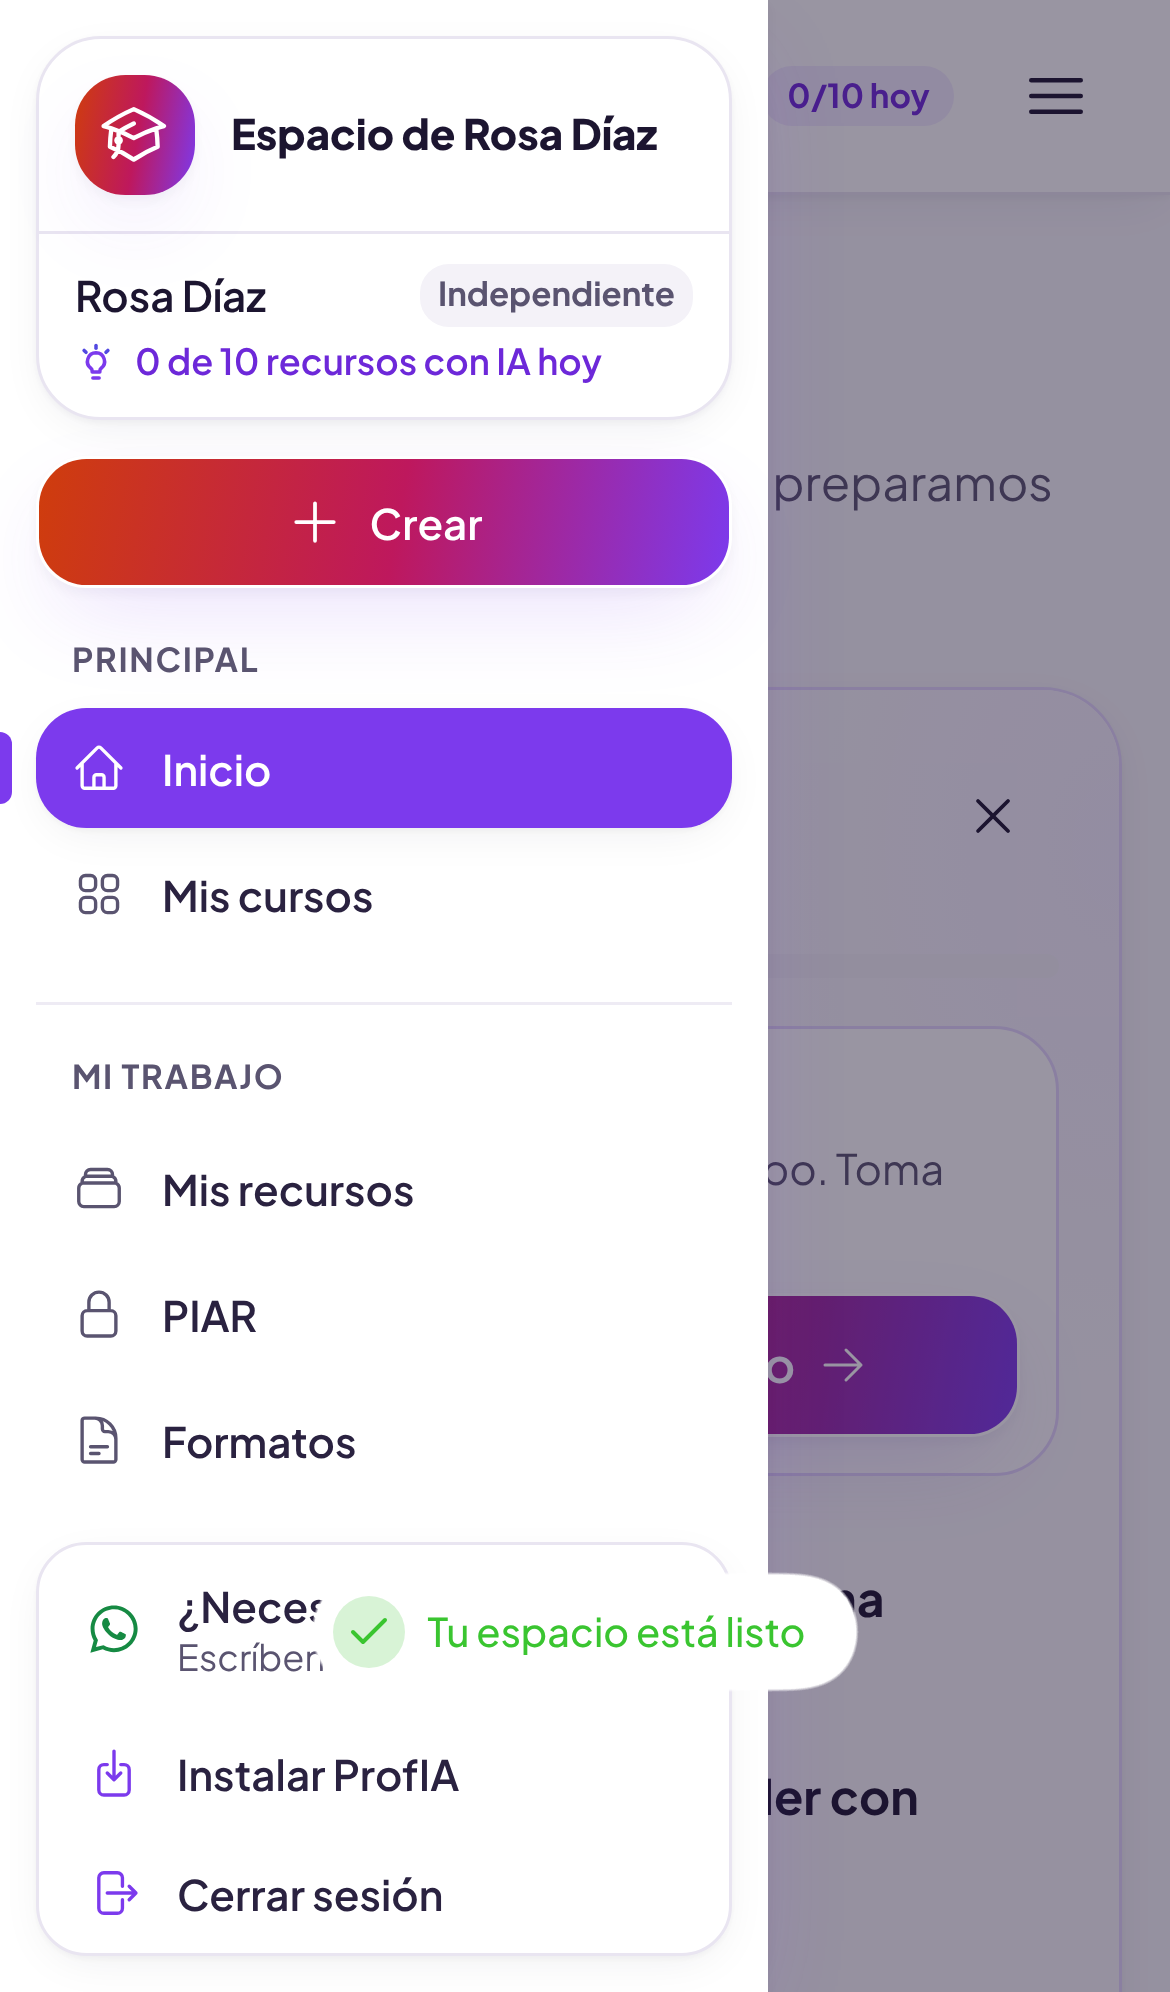 Espacio de Rosa Díaz
0/10 hoy
Rosa Díaz
Independiente
0 de 10 recursos con IA hoy
Crear
preparamos
PRINCIPAL
Inicio
Mis cursos
MI TRABAJO
Mis recursos
Toma
PIAR
Formatos
Tu espacio está listo
Instalar ProfIA
con
Cerrar sesión